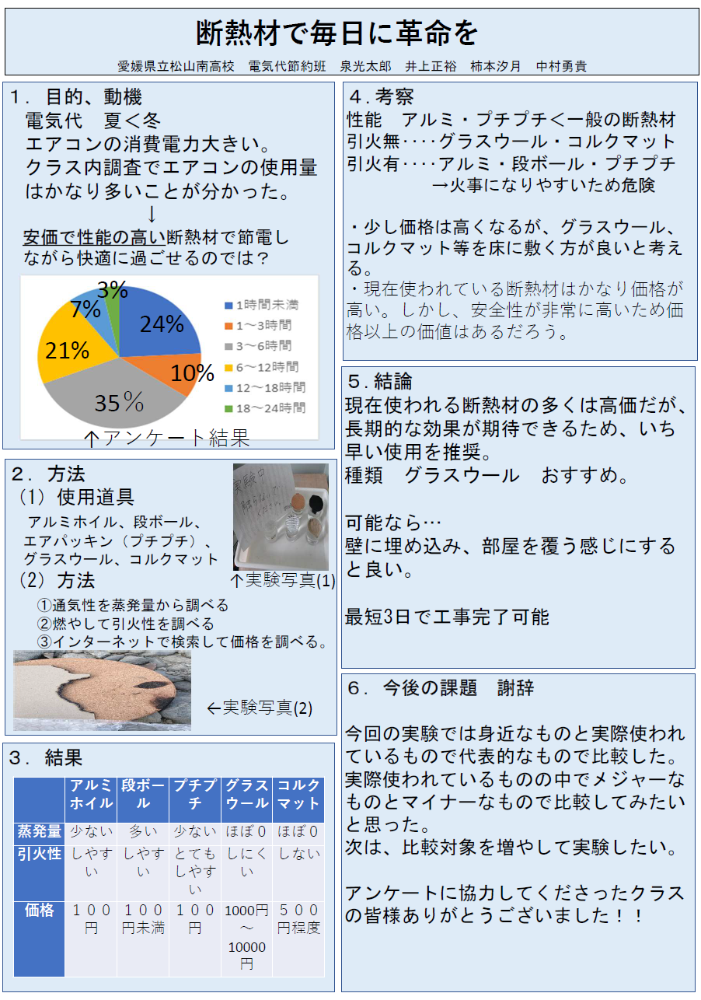 断熱材で毎日に革命を
愛媛県立松山南高校　電気代節約班　泉光太郎　井上正裕　柿本汐月　中村勇貴
１．目的、動機
電気代　夏＜冬
エアコンの消費電力大きい。
クラス内調査でエアコンの使用量
はかなり多いことが分かった。
↓
安価で性能の高い断熱材で節電し
ながら快適に過ごせるのでは？
3%
7%
24%
21%
10%
35％
1時間未満
1～3時間
3～6時間
6～12時間
12～18時間
18～24時間
↑アンケート結果
２．方法
（1）使用道具
アルミホイル、段ボール、
エアパッキン（プチプチ）、
グラスウール、コルクマット
（2）方法
①通気性を蒸発量から調べる
②燃やして引火性を調べる
③インターネットで検索して価格を調べる。
実験中
↑実験写真(1)
←実験写真(2)
３．結果
アルミホイル　段ボール　プチプチ　グラスウール　コルクマット
蒸発量　少ない　多い　少ない　ほぼ０　ほぼ０
引火性　しやすい　しやすい　とてもしやすい　しにくい　しない
価格　１００円　１００円未満　１００円　1000円～10000円　５００円程度
４.考察
性能　アルミ・プチプチ＜一般の断熱材
引火無‥‥グラスウール・コルクマット
引火有‥‥アルミ・段ボール・プチプチ
→火事になりやすいため危険
・少し価格は高くなるが、グラスウール、
コルクマット等を床に敷く方が良いと考え
る。
・現在使われている断熱材はかなり価格が
高い。しかし、安全性が非常に高いため価
格以上の価値はあるだろう。
５.結論
現在使われる断熱材の多くは高価だが、
長期的な効果が期待できるため、いち
早い使用を推奨。
種類　グラスウール　おすすめ。
可能なら…
壁に埋め込み、部屋を覆う感じにする
と良い。
最短3日で工事完了可能
６．今後の課題　謝辞
今回の実験では身近なものと実際使われ
ているもので代表的なもので比較した。
実際使われているものの中でメジャーな
ものとマイナーなもので比較してみたい
と思った。
次は、比較対象を増やして実験したい。
アンケートに協力してくださったクラス
の皆様ありがとうございました！！